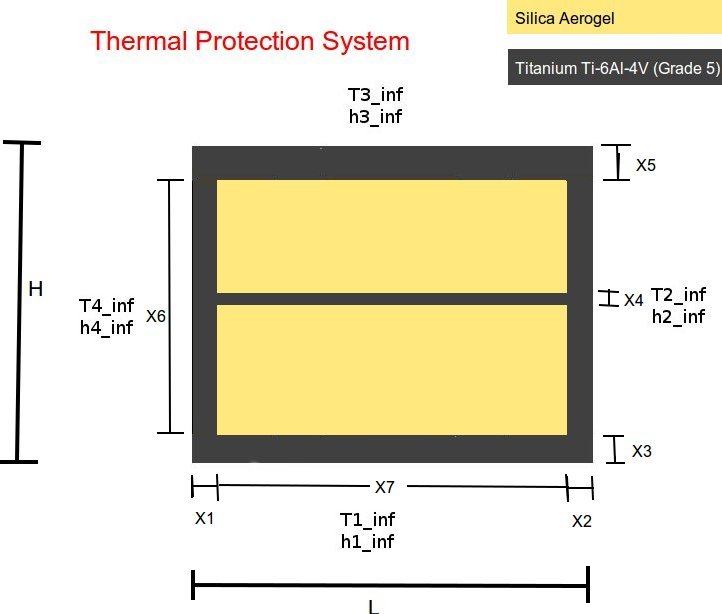 Silica Aerogel
Thermal Protection System
Titanium Ti-6Al-4V (Grade 5)
T3_inf
h3_inf
X5
H
T4_inf
h4_inf
X6
X4
T2_inf
h2_inf
X3
X7
X1
T1_inf
h1_inf
X2
L